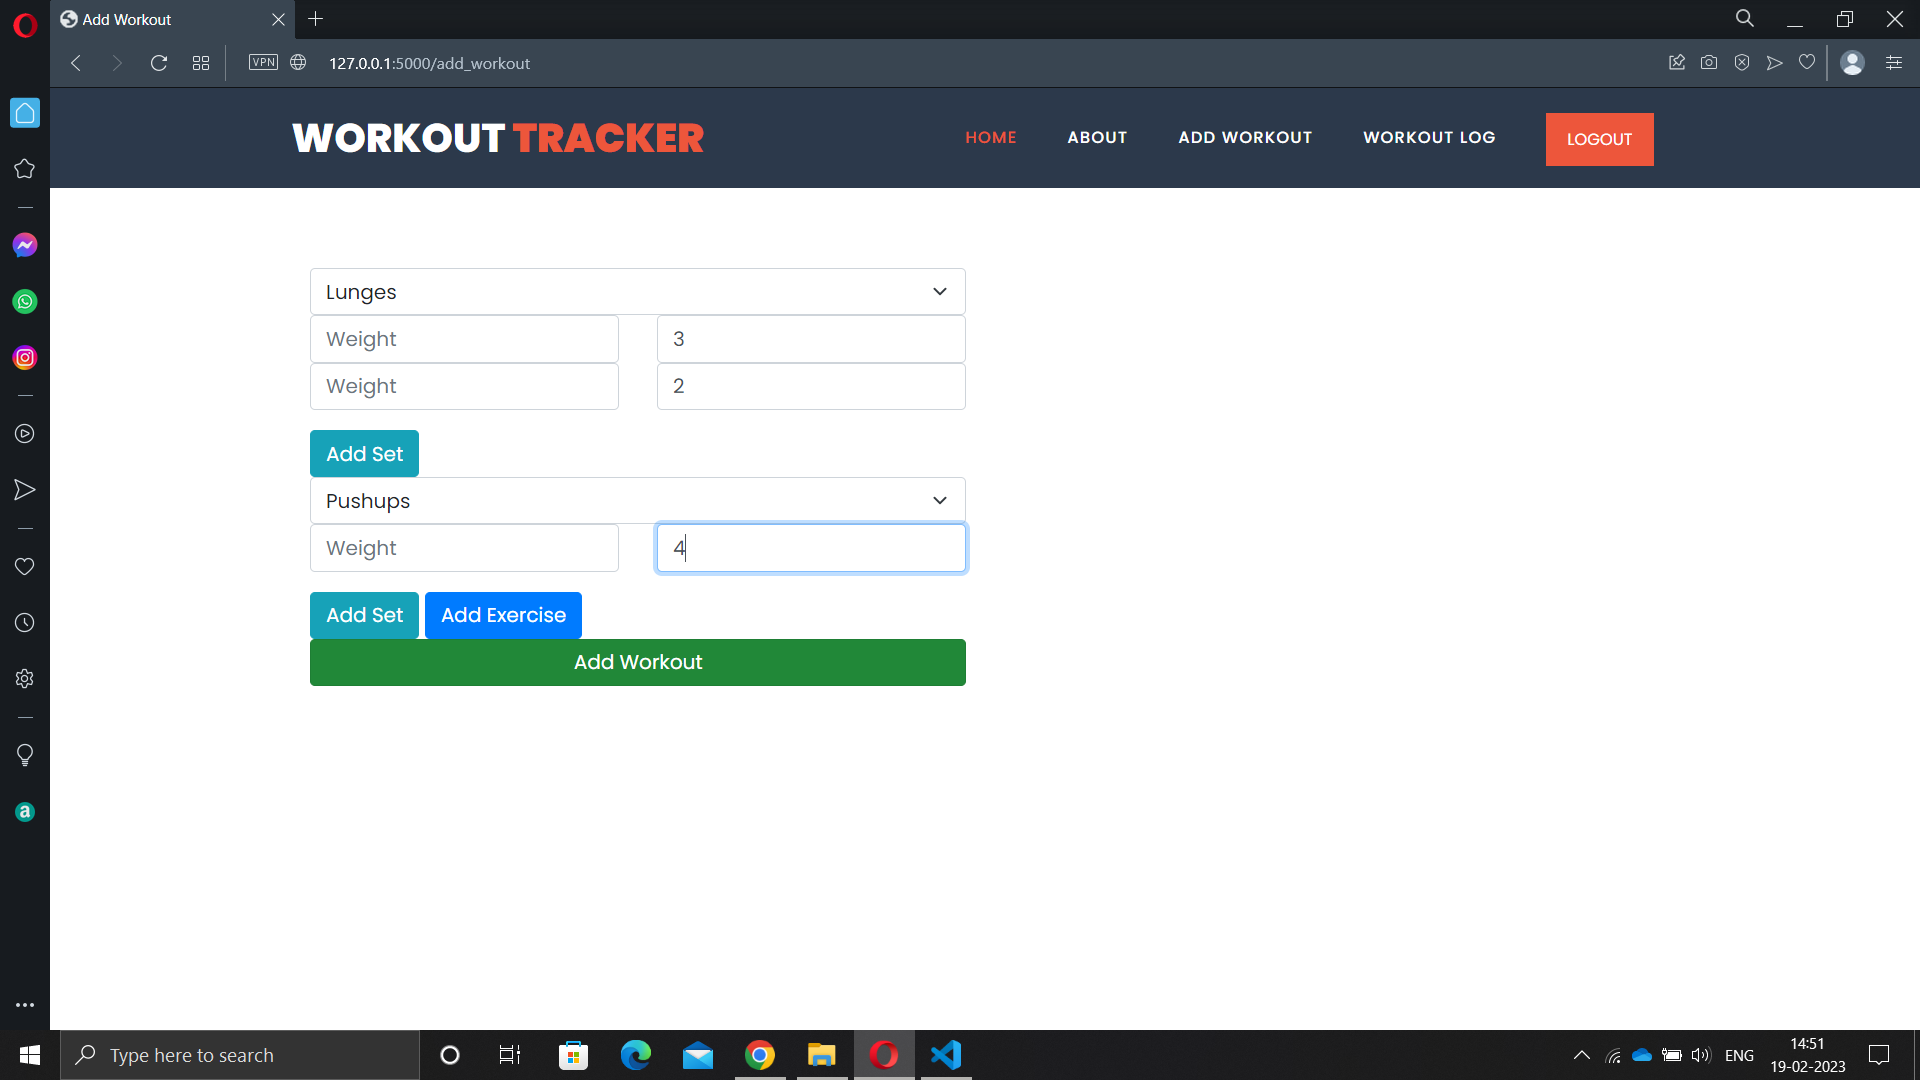 Add Workout
VPN
127.0.0.1:5000/add_workout
WORKOUT TRACKER
HOME
ABOUT
ADD WORKOUT
WORKOUT LOG
LOGOUT
Lunges
Weight
3
Weight
2
Add Set
Pushups
Weight
4
Add Set
Add Exercise
Add Workout
a
Type here to search
ENG
14:51
19-02-2023